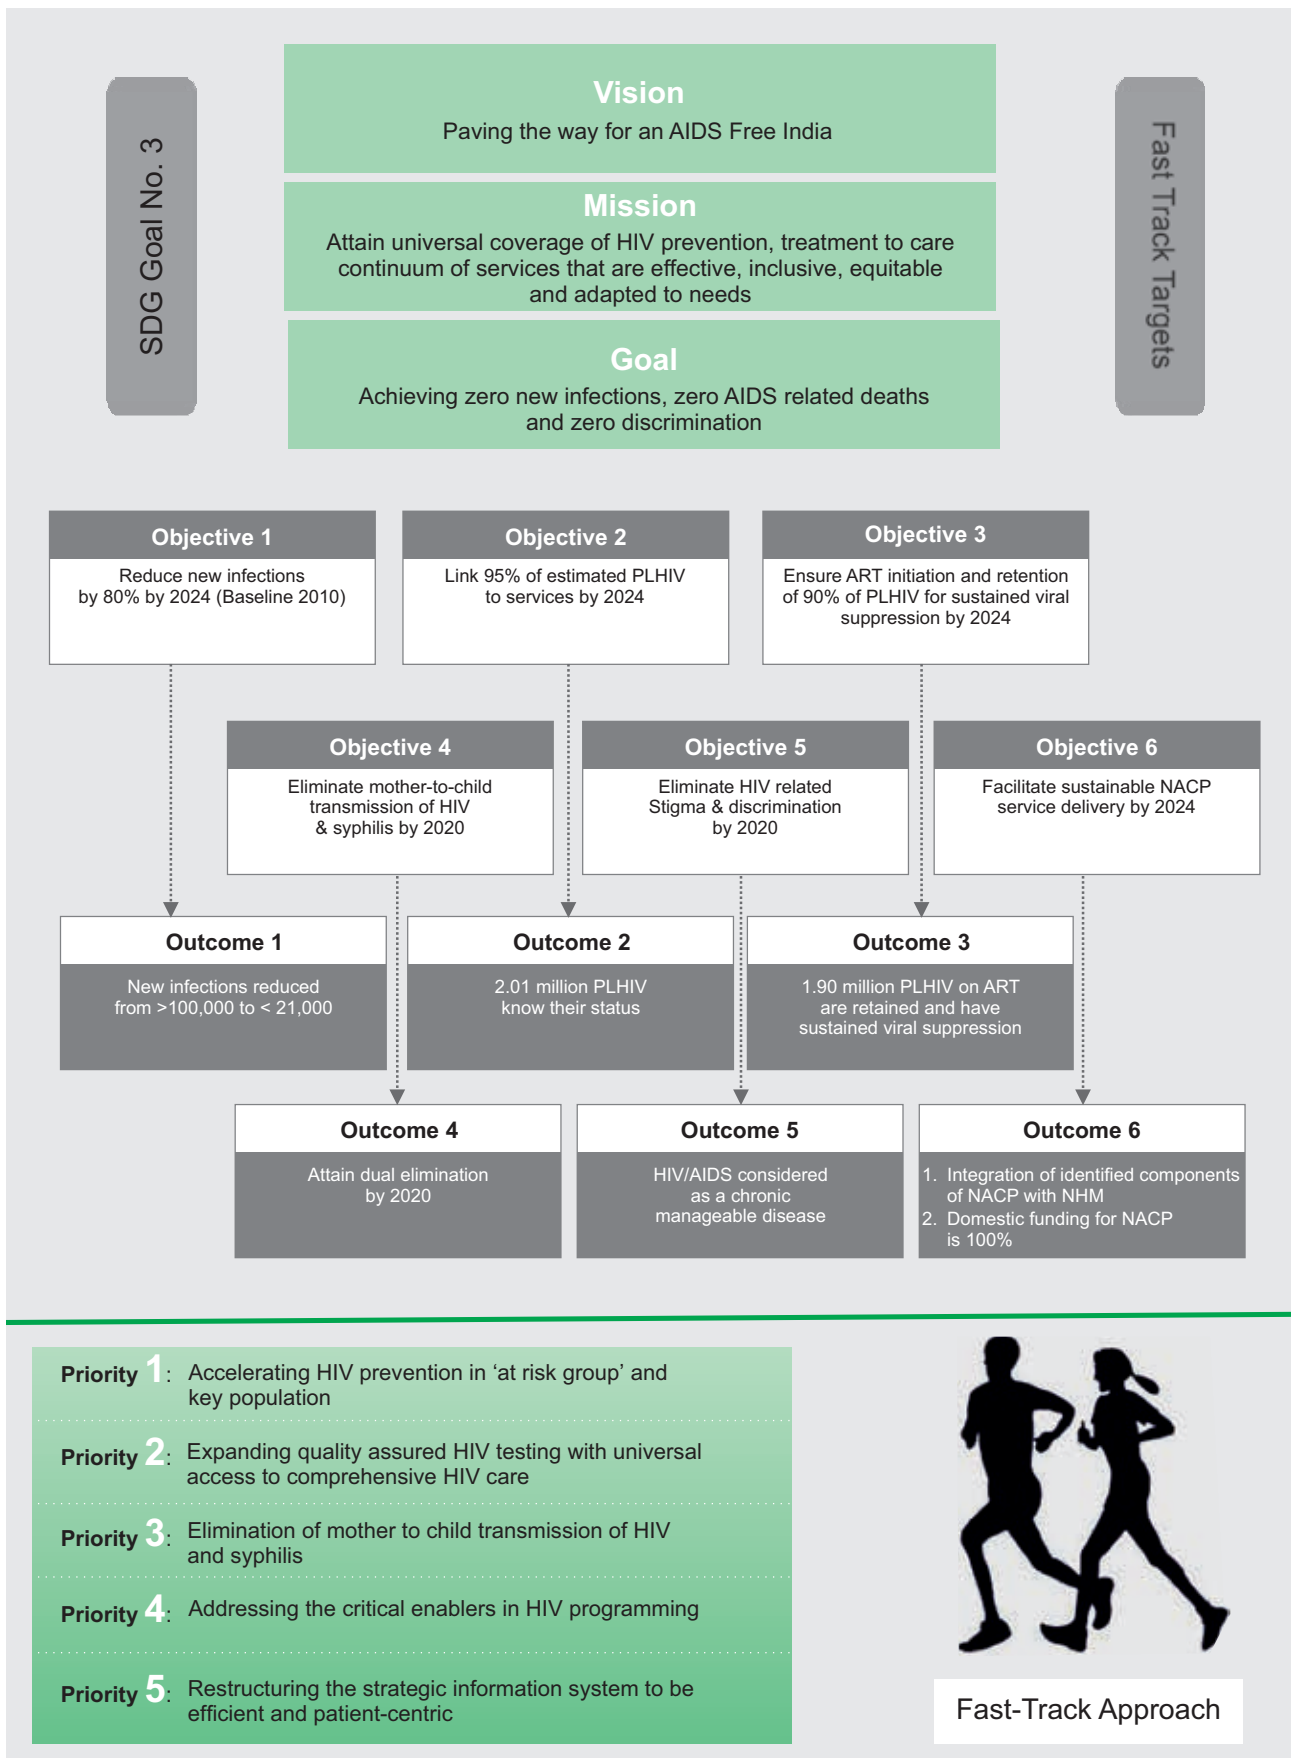 SDG Goal No. 3
Vision
Paving the way for an AIDS Free India
Mission
Attain universal coverage of HIV prevention, treatment to care
continuum of services that are effective, inclusive, equitable
and adapted to needs
Goal
Achieving zero new infections, zero AIDS related deaths
and zero discrimination
Fast Track Targets
Objective 1
Reduce new infections
by 80% by 2024 (Baseline 2010)
Objective 2
Link 95% of estimated PLHIV
to services by 2024
Objective 3
Ensure ART initiation and retention
of 90% of PLHIV for sustained viral
suppression by 2024
Objective 4
Eliminate mother-to-child
transmission of HIV
& syphilis by 2020
Objective 5
Eliminate HIV related
Stigma & discrimination
by 2020
Objective 6
Facilitate sustainable NACP
service delivery by 2024
Outcome 1
New infections reduced
from >100,000 to < 21,000
Outcome 2
2.01 million PLHIV
know their status
Outcome 3
1.90 million PLHIV on ART
are retained and have
sustained viral suppression
Outcome 4
Attain dual elimination
by 2020
Outcome 5
HIV/AIDS considered
as a chronic
manageable disease
Outcome 6
1. Integration of identified components
of NACP with NHM
2. Domestic funding for NACP
is 100%
Priority 1: Accelerating HIV prevention in ‘at risk group’ and
key population
Priority 2: Expanding quality assured HIV testing with universal
access to comprehensive HIV care
Priority 3: Elimination of mother to child transmission of HIV
and syphilis
Priority 4: Addressing the critical enablers in HIV programming
Priority 5: Restructuring the strategic information system to be
efficient and patient-centric
Fast-Track Approach